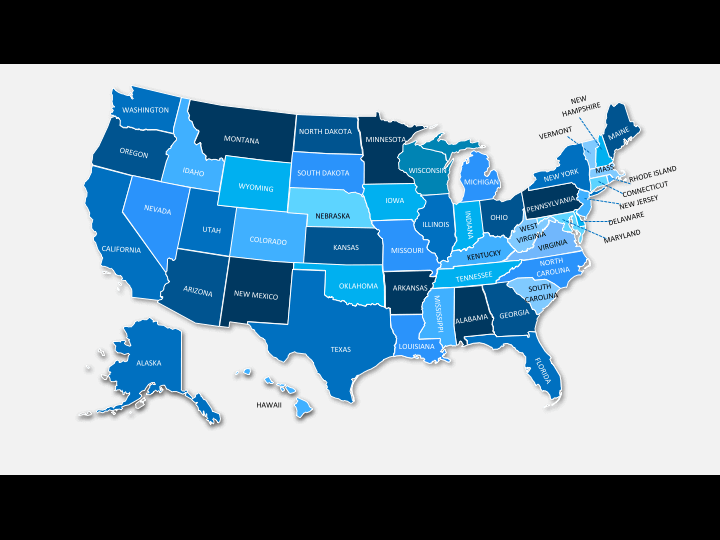 NEW
HAMPSHIRE
WASHINGTON
VERMONT
MAINE
NORTH DAKOTA
MONTANA
MINNESOTA
OREGON
WISCONSIN
MASS
IDAHO
SOUTH DAKOTA
MICHIGAN
NEW YORK
RHODE ISLAND
WYOMING
CONNECTICUT
IOWA
PENNSYLVANIA
NEW JERSEY
NEVADA
NEBRASKA
OHIO
DELAWARE
UTAH
ILLINOIS
INDIANA
WEST
VIRGINIA
MARYLAND
COLORADO
KANSAS
CALIFORNIA
MISSOURI
VIRGINIA
KENTUCKY
NORTH
CAROLINA
TENNESSEE
OKLAHOMA
ARIZONA
NEW MEXICO
ARKANSAS
SOUTH
CAROLINA
MISSISSIPPI
ALABAMA
GEORGIA
TEXAS
LOUISIANA
ALASKA
FLORIDA
HAWAII